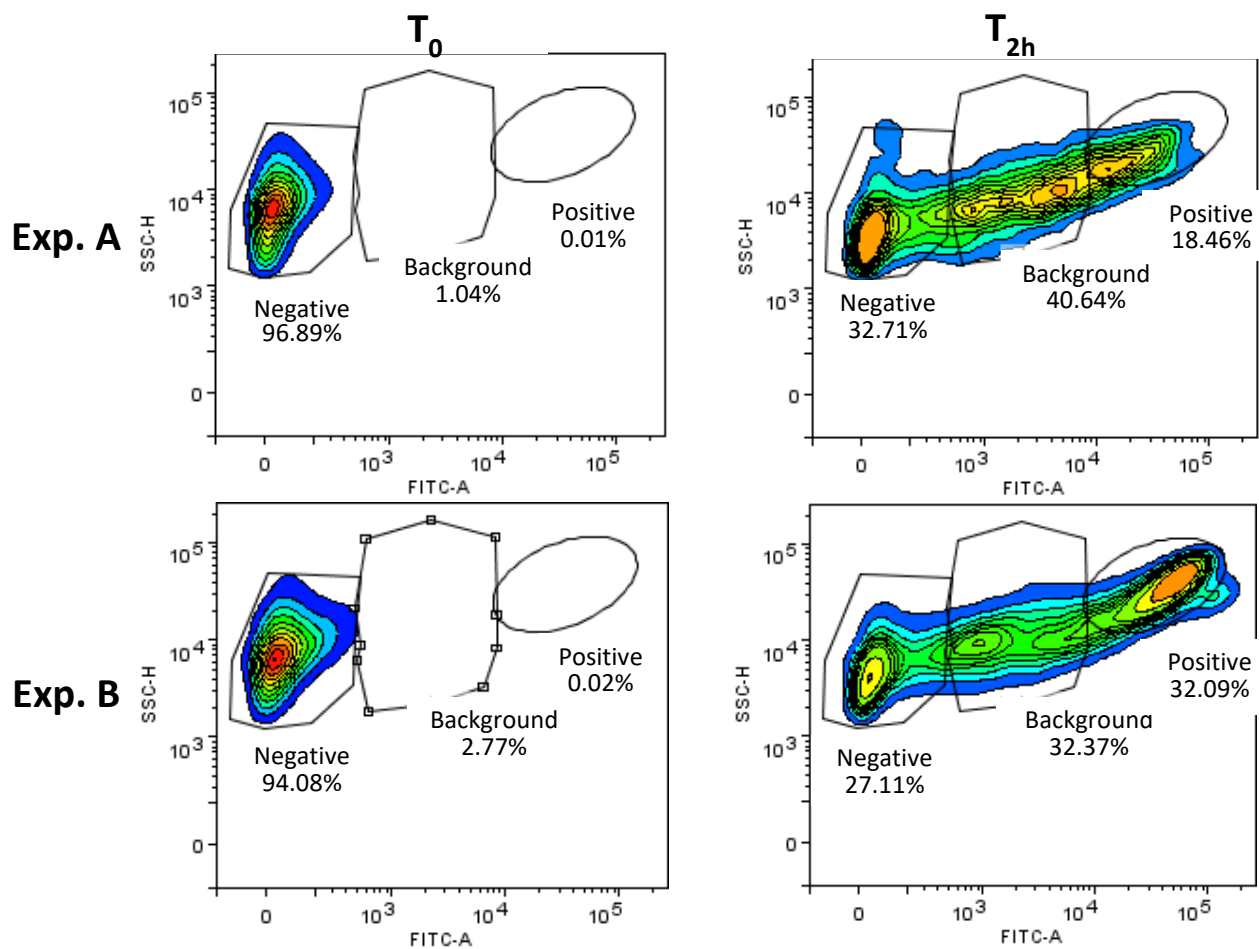 T0
T2h
Exp. A
SSC-H
10^5
10^4
10^3
0
Negative
96.89%
Background
1.04%
Positive
0.01%
0
10^3
10^4
10^5
FITC-A
SSC-H
10^5
10^4
10^3
0
Negative
32.71%
Background
40.64%
Positive
18.46%
0
10^3
10^4
10^5
FITC-A
Exp. B
SSC-H
10^5
10^4
10^3
0
Negative
94.08%
Background
2.77%
Positive
0.02%
0
10^3
10^4
10^5
FITC-A
SSC-H
10^5
10^4
10^3
0
Negative
27.11%
Background
32.37%
Positive
32.09%
0
10^3
10^4
10^5
FITC-A